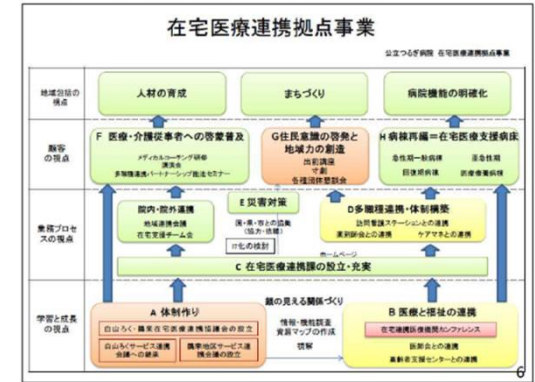 在宅医療連携拠点事業
公立つるぎ病院 在宅医療連携拠点事業
地域包括の
視点
人材の育成
まちづくり
病院機能の明確化
顧客
の視点
F 医療・介護従事者への啓蒙普及
メディカルコーチング研修
講演会
多職種連携パートナーシップ推進セミナー
G住民意識の啓発と
地域力の創造
出前講座
寸劇
各種団体懇談会
H 病棟再編=在宅医療支援病床
急性期一般病棟
亜急性期
回復期病棟
医療療養病棟
業務プロセ
スの視点
院内・院外連携
地域連携会議
在宅支援チーム会
E 災害対策
国・県・市との協働
(協力・依頼)
IT化の検討
D多職種連携・体制構築
訪問看護ステーションとの連携
薬剤師会との連携
ケアマネとの連携
ホームページ
C 在宅医療連携課の設立・充実
学習と成長
の視点
A 体制作り
白山ろく・鶴来在宅医療連携協議会の設立
白山ろくサービス連携
会議への継承
鶴来地区サービス連
携会議の設立
顔の見える関係づくり
情報・機能調査
資源マップの作成
B 医療と福祉の連携
在宅連携医療機関カンファレンス
医師会との連携
高齢者支援センターとの連携
6